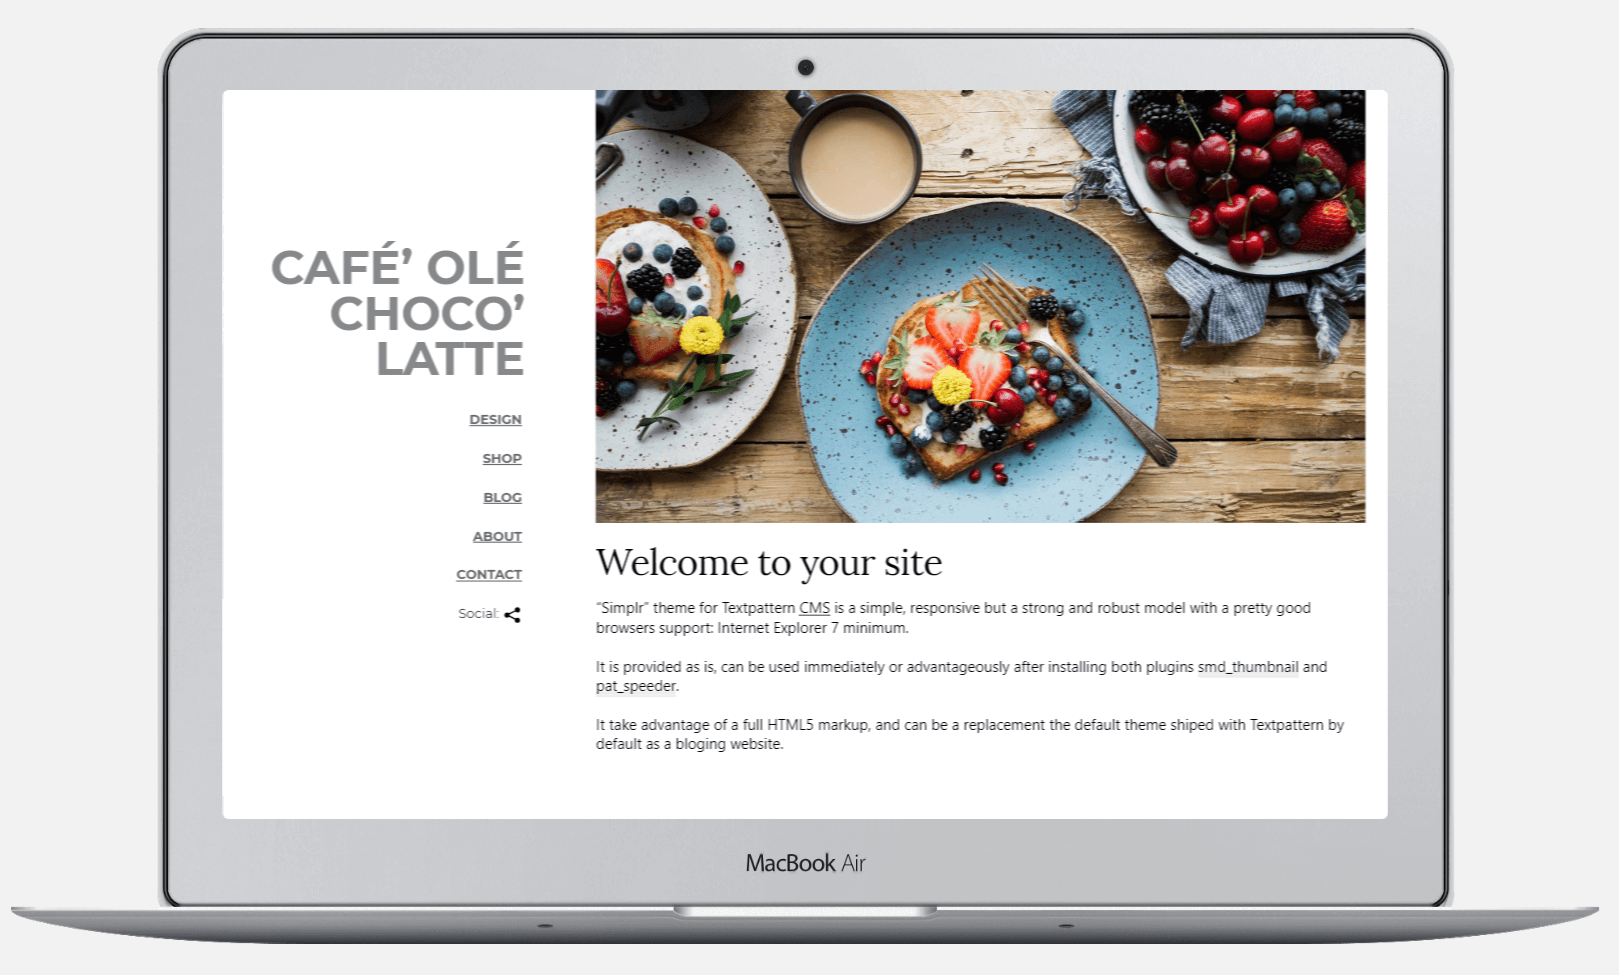 CAFÉ’ OLÉ
CHOCO’
LATTE
DESIGN
SHOP
BLOG
ABOUT
CONTACT
Social:
Welcome to your site
“Simplr” theme for Textpattern CMS is a simple, responsive but a strong and robust model with a pretty good
browsers support: Internet Explorer 7 minimum.
It is provided as is, can be used immediately or advantageously after installing both plugins smd_thumbnail and
pat_speeder.
It take advantage of a full HTML5 markup, and can be a replacement the default theme shiped with Textpattern by
default as a bloging website.
MacBook Air